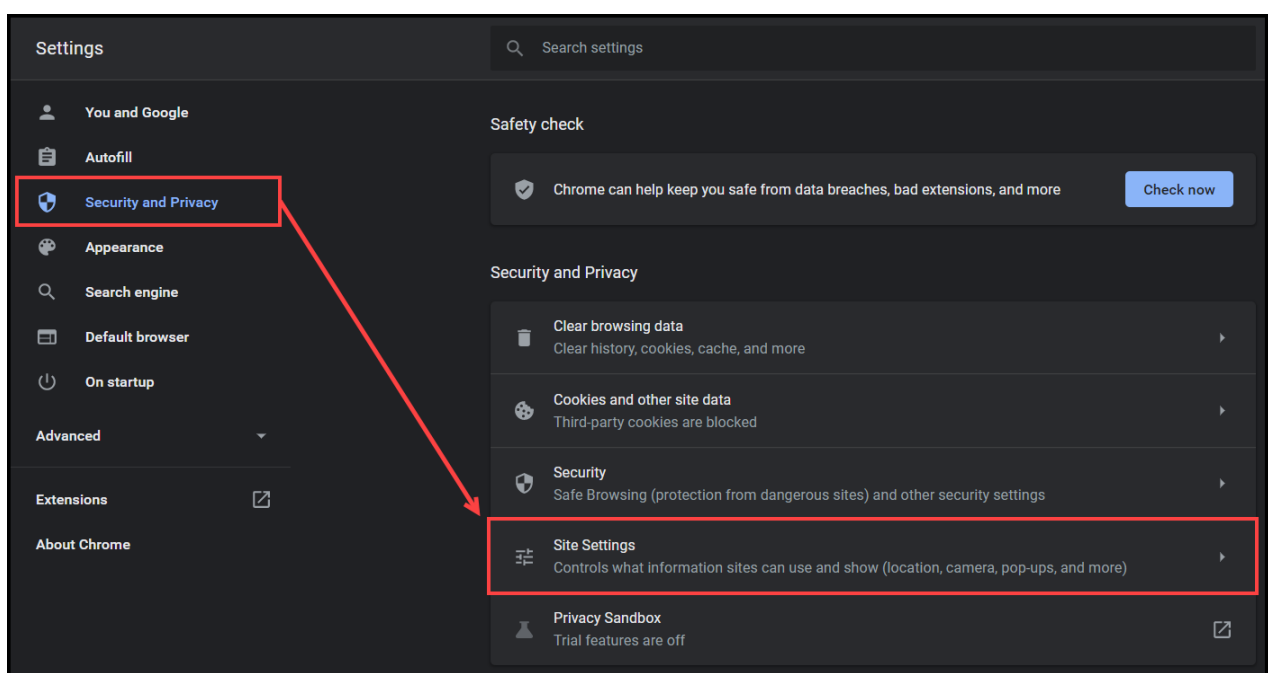 Settings
Search settings
You and Google
Autofill
Security and Privacy
Appearance
Search engine
Default browser
On startup
Advanced
Extensions
About Chrome
Safety check
Chrome can help keep you safe from data breaches, bad extensions, and more
Check now
Security and Privacy
Clear browsing data
Clear history, cookies, cache, and more
Cookies and other site data
Third-party cookies are blocked
Security
Safe Browsing (protection from dangerous sites) and other security settings
Site Settings
Controls what information sites can use and show (location, camera, pop-ups, and more)
Privacy Sandbox
Trial features are off